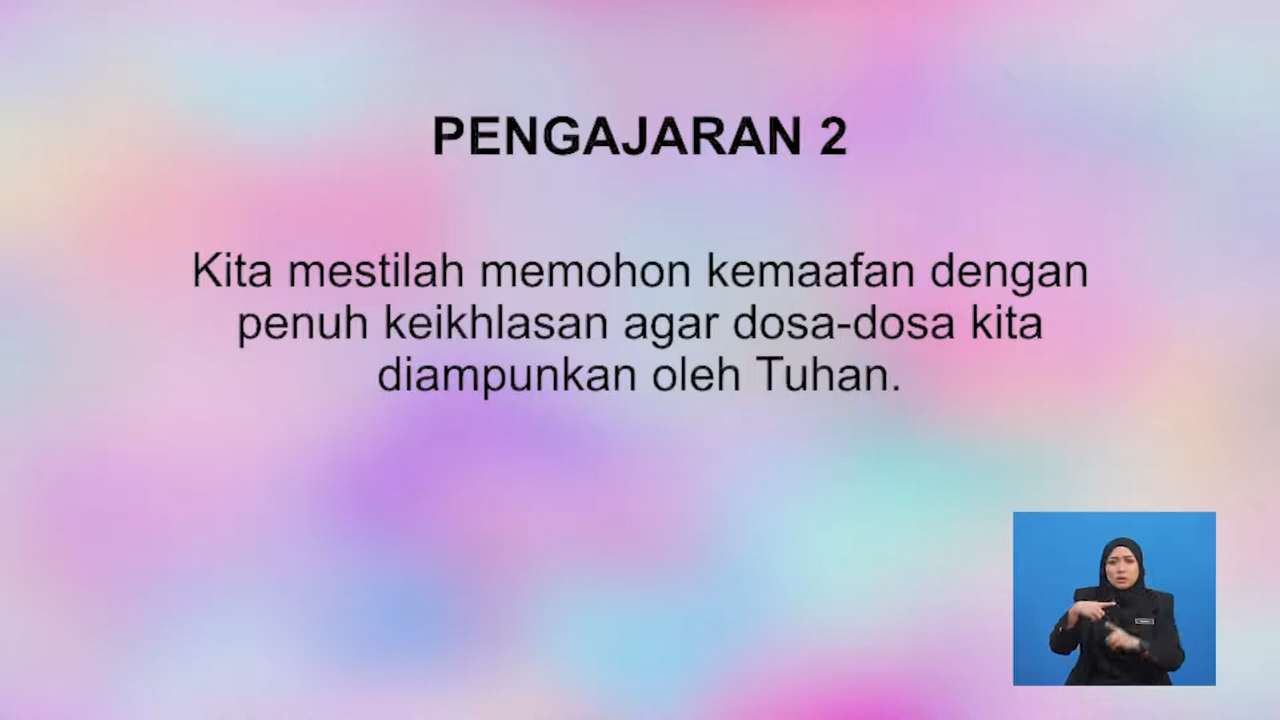 PENGAJARAN 2
Kita mestilah memohon kemaafan dengan
penuh keikhlasan agar dosa-dosa kita
diampunkan oleh Tuhan.